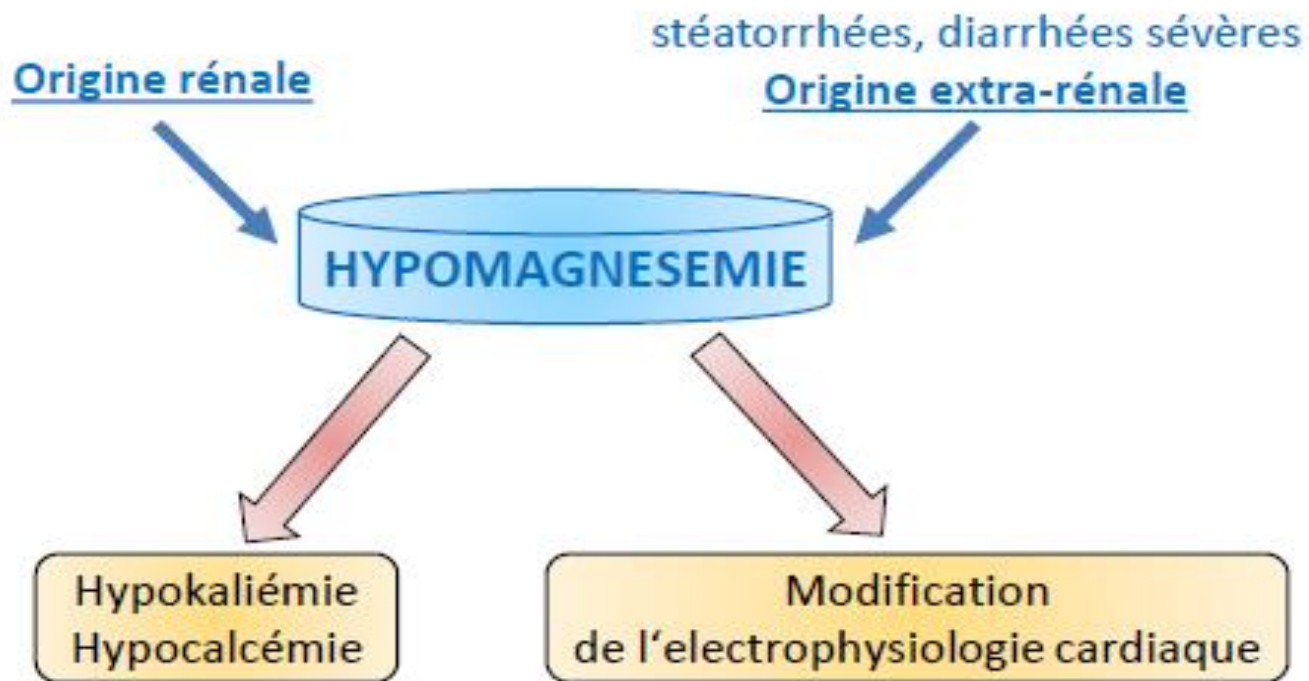 stéatorrhées, diarrhées sévères
Origine rénale
Origine extra-rénale
HYPOMAGNESEMIE
Hypokaliémie
Hypocalcémie
Modification
de l‘electrophysiologie cardiaque